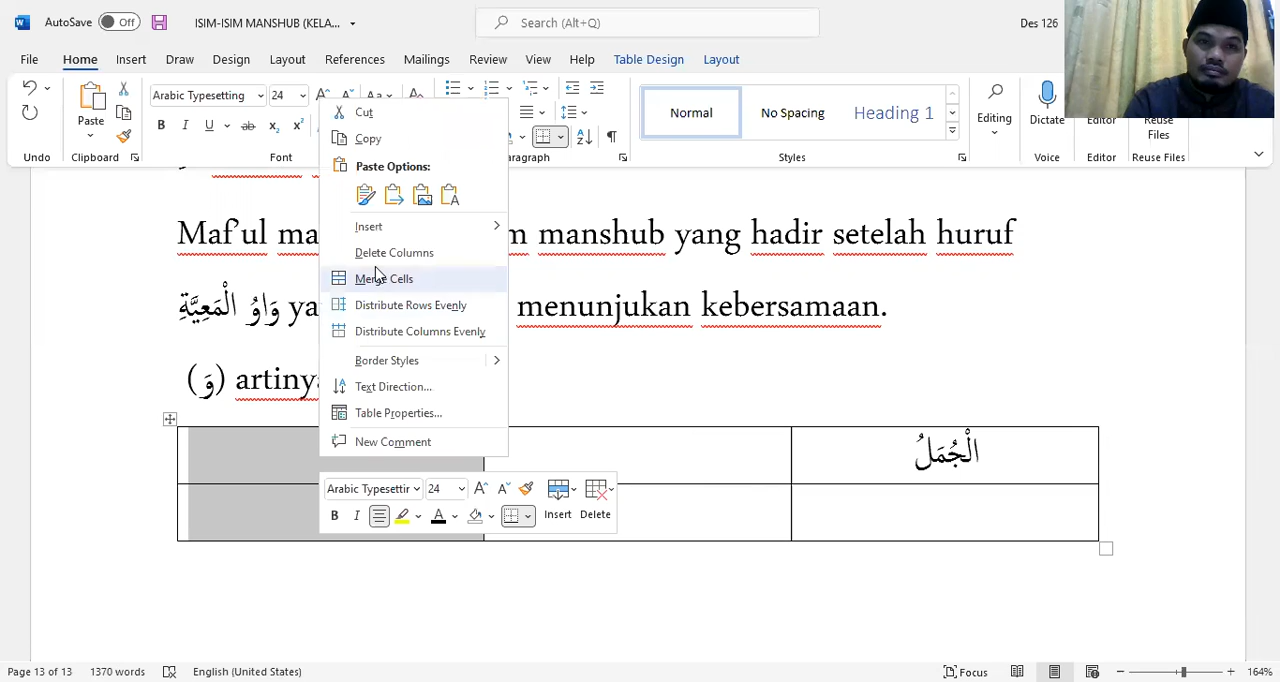 AutoSave Off ISIM-ISIM MANSHUB (KELA... Search (Alt+Q) Des 126
File Home Insert Draw Design Layout References Mailings Review View Help Table Design Layout
Arabic Typesetting 24
Paste
Editing Dictate Editor Reuse Files
Normal No Spacing Heading 1
Undo Clipboard Font Paragraph Styles Voice Editor Reuse Files
Cut
Copy
Paste Options:
Insert
Delete Columns
Merge Cells
Distribute Rows Evenly
Distribute Columns Evenly
Border Styles
Text Direction...
Table Properties...
New Comment
Maf'ul manshub yang hadir setelah huruf
وَاوُ الْمَعِيَّةِ menunjukan kebersamaan.
(وَ)
الْجُمَلُ
Arabic Typesettir 24
Insert Delete
Page 13 of 13 1370 words English (United States) Focus 164%